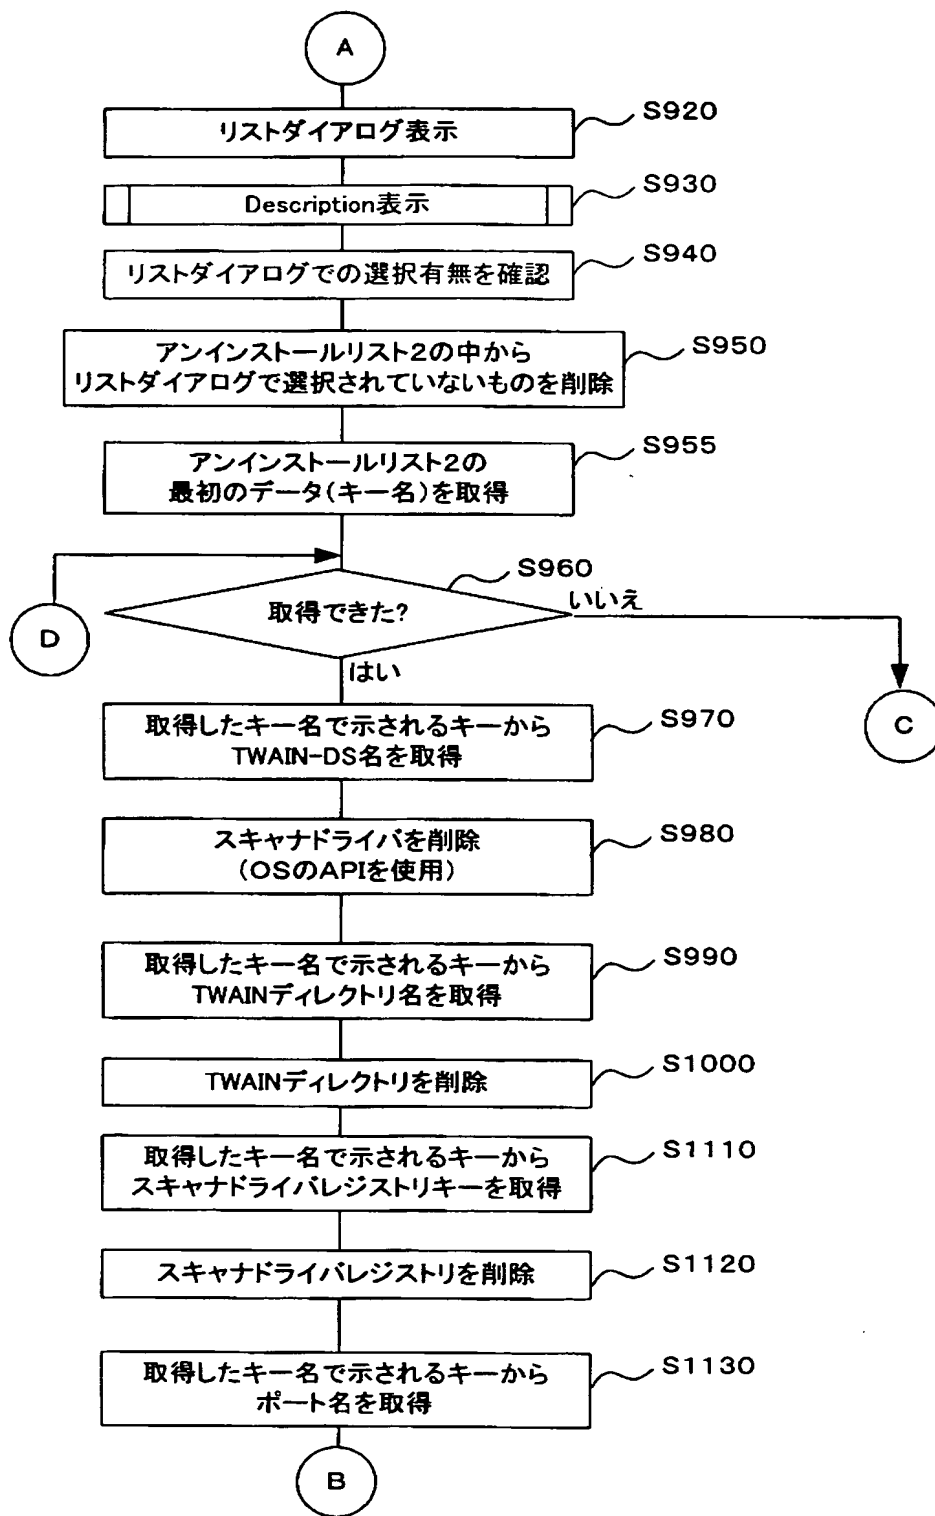 A
リストダイアログ表示
S920
Description表示
S930
リストダイアログでの選択有無を確認
S940
アンインストールリスト2の中から
リストダイアログで選択されていないものを削除
S950
アンインストールリスト2の
最初のデータ(キー名)を取得
S955
D
取得できた?
S960
いいえ
はい
C
取得したキー名で示されるキーから
TWAIN-DS名を取得
S970
スキャナドライバを削除
(OSのAPIを使用)
S980
取得したキー名で示されるキーから
TWAINディレクトリ名を取得
S990
TWAINディレクトリを削除
S1000
取得したキー名で示されるキーから
スキャナドライバレジストリキーを取得
S1110
スキャナドライバレジストリを削除
S1120
取得したキー名で示されるキーから
ポート名を取得
S1130
B